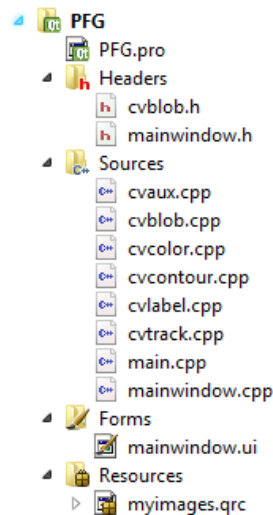 PFG
PFG.pro
Headers
cvblob.h
mainwindow.h
Sources
cvaux.cpp
cvblob.cpp
cvcolor.cpp
cvcontour.cpp
cvlabel.cpp
cvtrack.cpp
main.cpp
mainwindow.cpp
Forms
mainwindow.ui
Resources
myimages.qrc